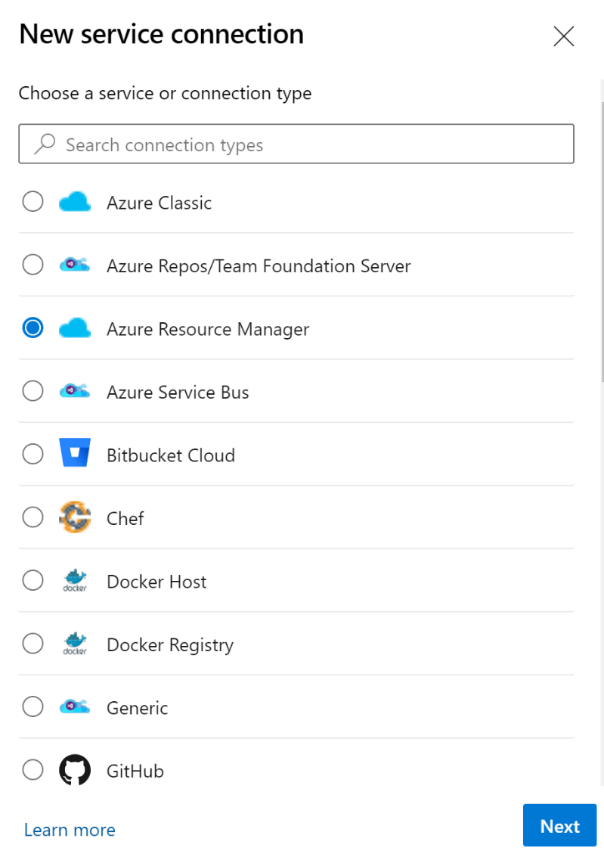 New service connection
Choose a service or connection type
Search connection types
Azure Classic
Azure Repos/Team Foundation Server
Azure Resource Manager
Azure Service Bus
Bitbucket Cloud
Chef
docker
Docker Host
docker
Docker Registry
Generic
GitHub
Learn more
Next